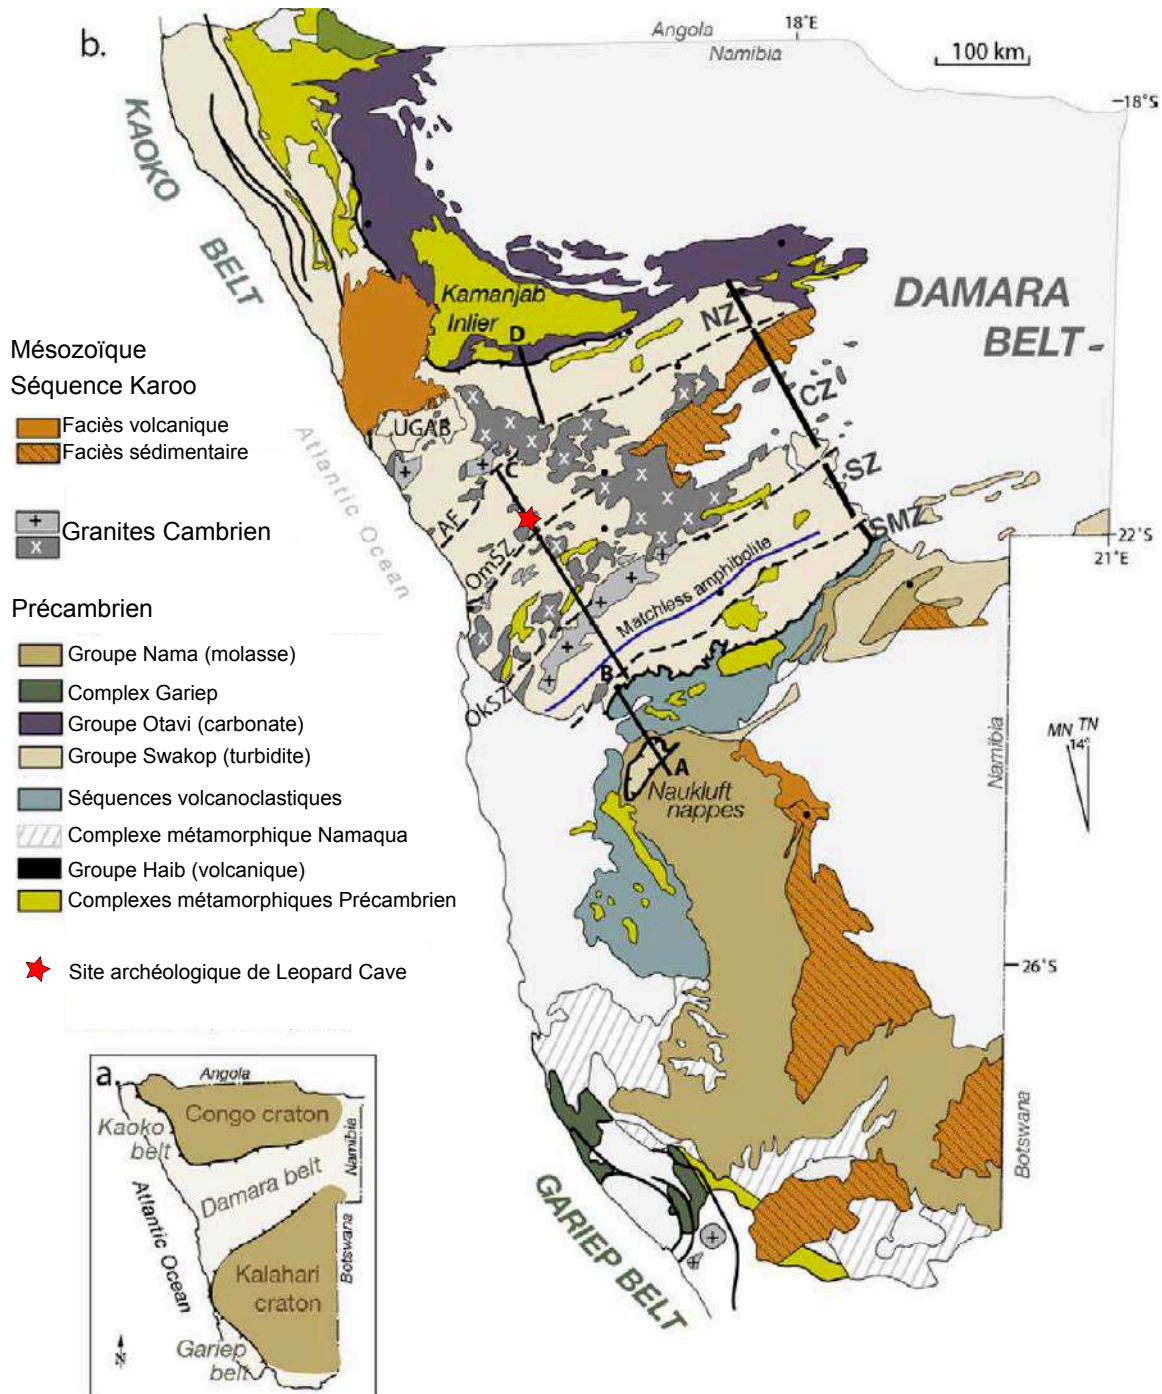 b.
Angola
Namibia
18°E
100 km
18°S
KAOKO
BELT
DAMARA
BELT
Kamanjab
Inlier
D
NZ
CZ
SZ
SMZ
UGAB
C
AF
OmSZ
OkSZ
Matchless amphibolite
B
A
Naukluft
nappes
Atlantic Ocean
22°S
21°E
MN TN
14°
Namibia
Botswana
26°S
GARIEP BELT
Mésozoïque
Séquence Karoo
Faciès volcanique
Faciès sédimentaire
+
x
Granites Cambrien
Précambrien
Groupe Nama (molasse)
Complex Gariep
Groupe Otavi (carbonate)
Groupe Swakop (turbidite)
Séquences volcanoclastiques
Complexe métamorphique Namaqua
Groupe Haib (volcanique)
Complexes métamorphiques Précambrien
Site archéologique de Leopard Cave
a.
Angola
Congo craton
Kaoko
belt
Namibia
Damara belt
Atlantic Ocean
Botswana
Kalahari
craton
Gariep
belt
N